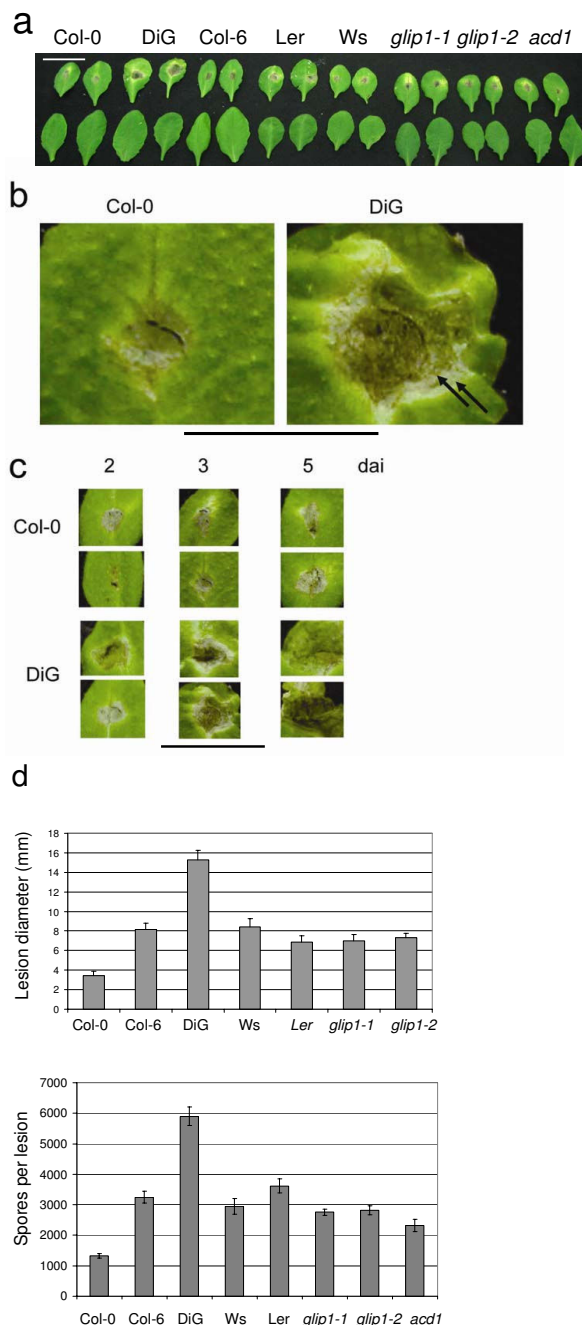 a
Col-0 DiG Col-6 Ler Ws glip1-1 glip1-2 acd1
b
Col-0 DiG
c
2 3 5 dai
Col-0
DiG
d
Lesion diameter (mm)
18
16
14
12
10
8
6
4
2
0
Col-0 Col-6 DiG Ws Ler glip1-1 glip1-2
Spores per lesion
7000
6000
5000
4000
3000
2000
1000
0
Col-0 Col-6 DiG Ws Ler glip1-1 glip1-2 acd1